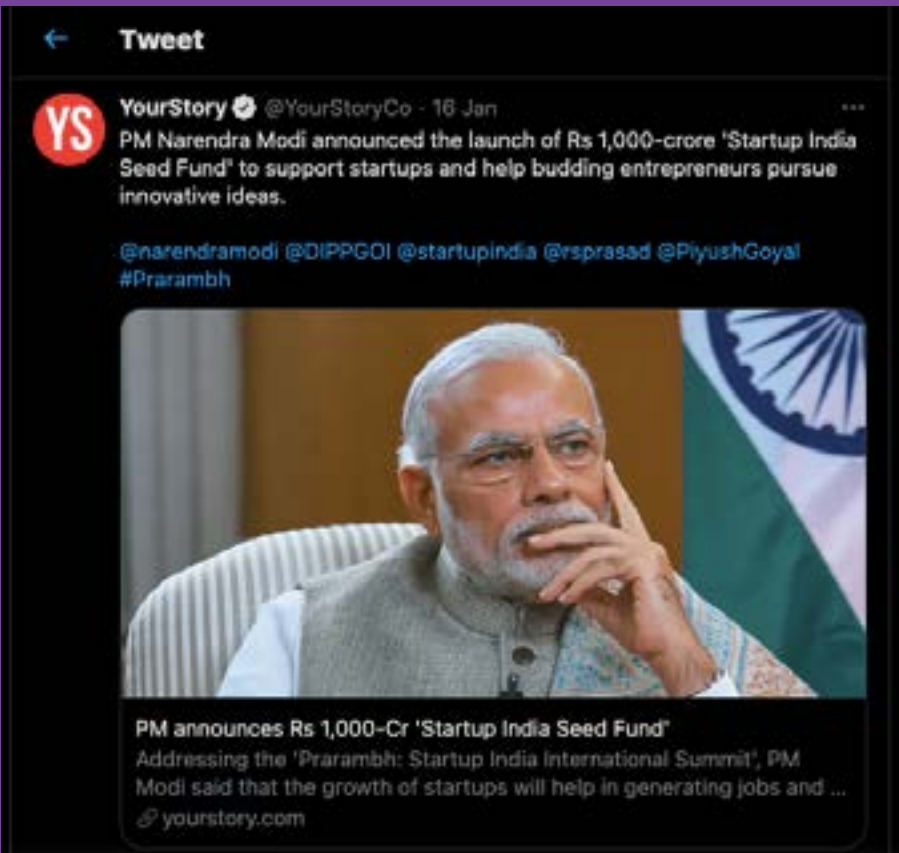 Tweet
YS
YourStory @YourStoryCo · 16 Jan
PM Narendra Modi announced the launch of Rs 1,000-crore 'Startup India
Seed Fund' to support startups and help budding entrepreneurs pursue
innovative ideas.
@narendramodi @DIPPGOI @startupindia @rsprasad @PiyushGoyal
#Prarambh
PM announces Rs 1,000-Cr 'Startup India Seed Fund'
Addressing the 'Prarambh: Startup India International Summit', PM
Modi said that the growth of startups will help in generating jobs and ...
yourstory.com